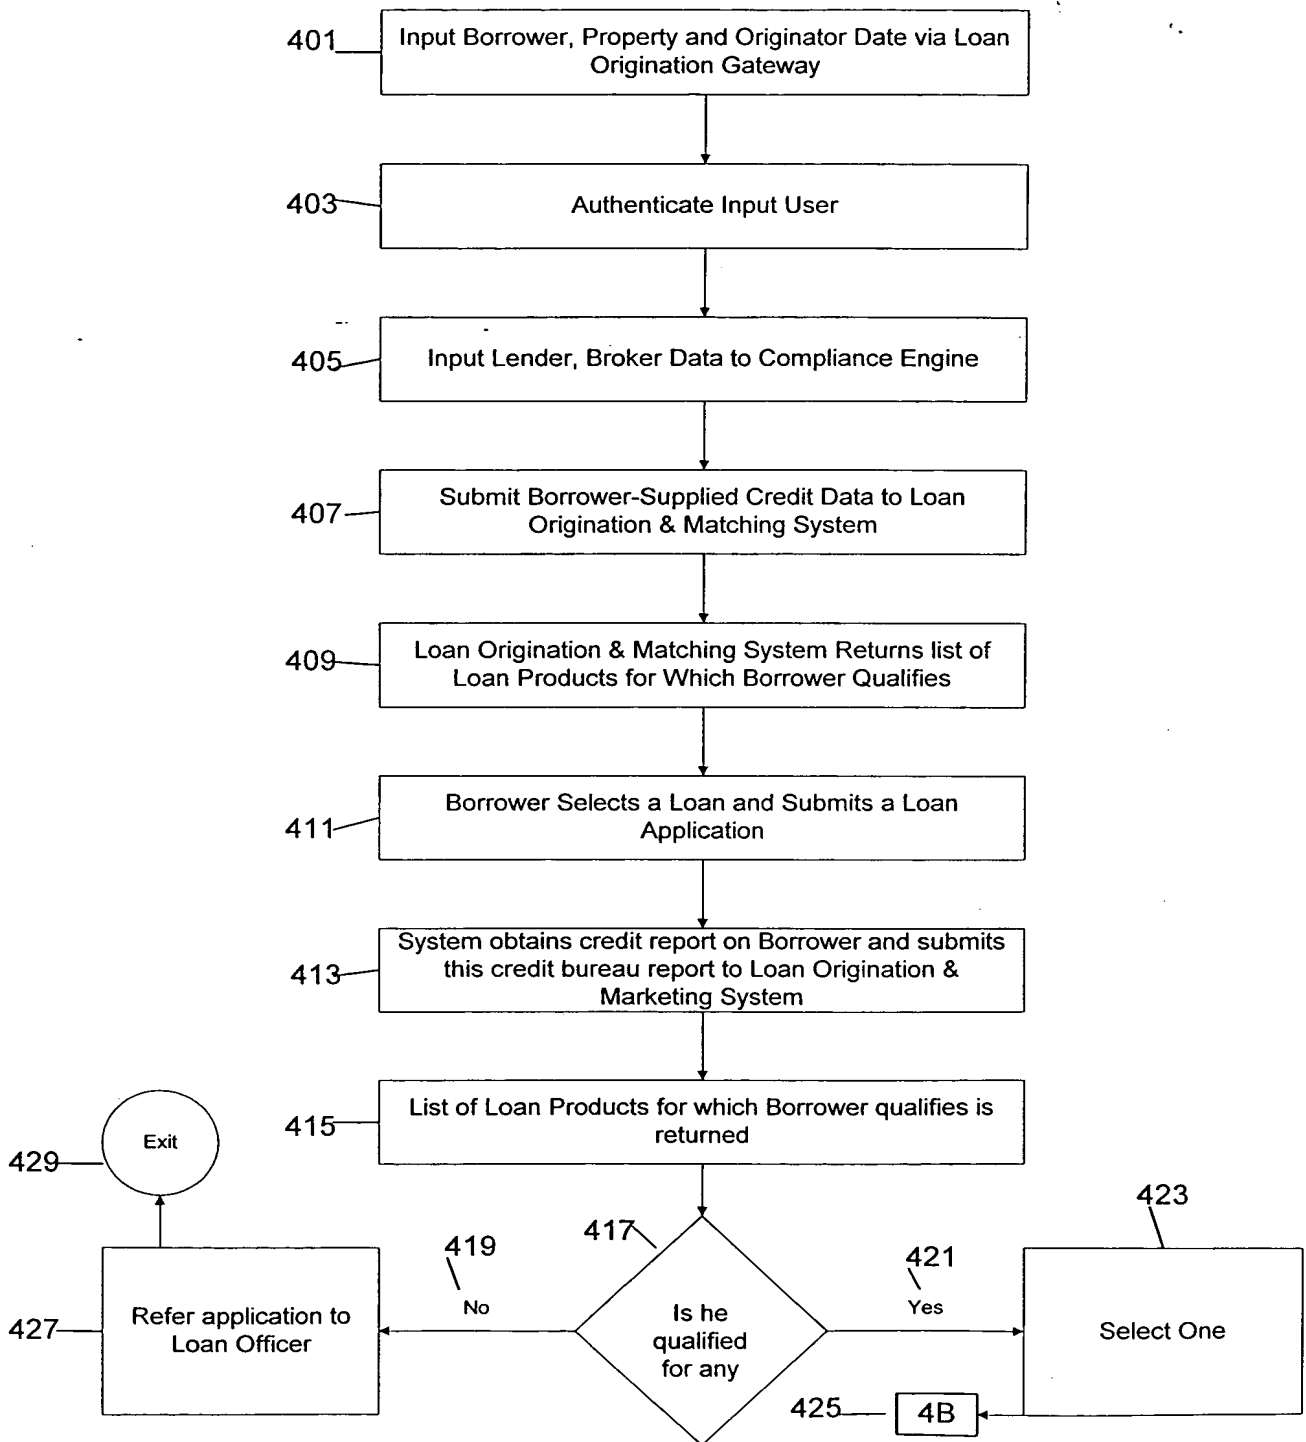 401
Input Borrower, Property and Originator Date via Loan
Origination Gateway
403
Authenticate Input User
405
Input Lender, Broker Data to Compliance Engine
407
Submit Borrower-Supplied Credit Data to Loan
Origination & Matching System
409
Loan Origination & Matching System Returns list of
Loan Products for Which Borrower Qualifies
411
Borrower Selects a Loan and Submits a Loan
Application
413
System obtains credit report on Borrower and submits
this credit bureau report to Loan Origination &
Marketing System
415
List of Loan Products for which Borrower qualifies is
returned
429
Exit
417
Is he
qualified
for any
419
No
421
Yes
423
Select One
427
Refer application to
Loan Officer
425
4B